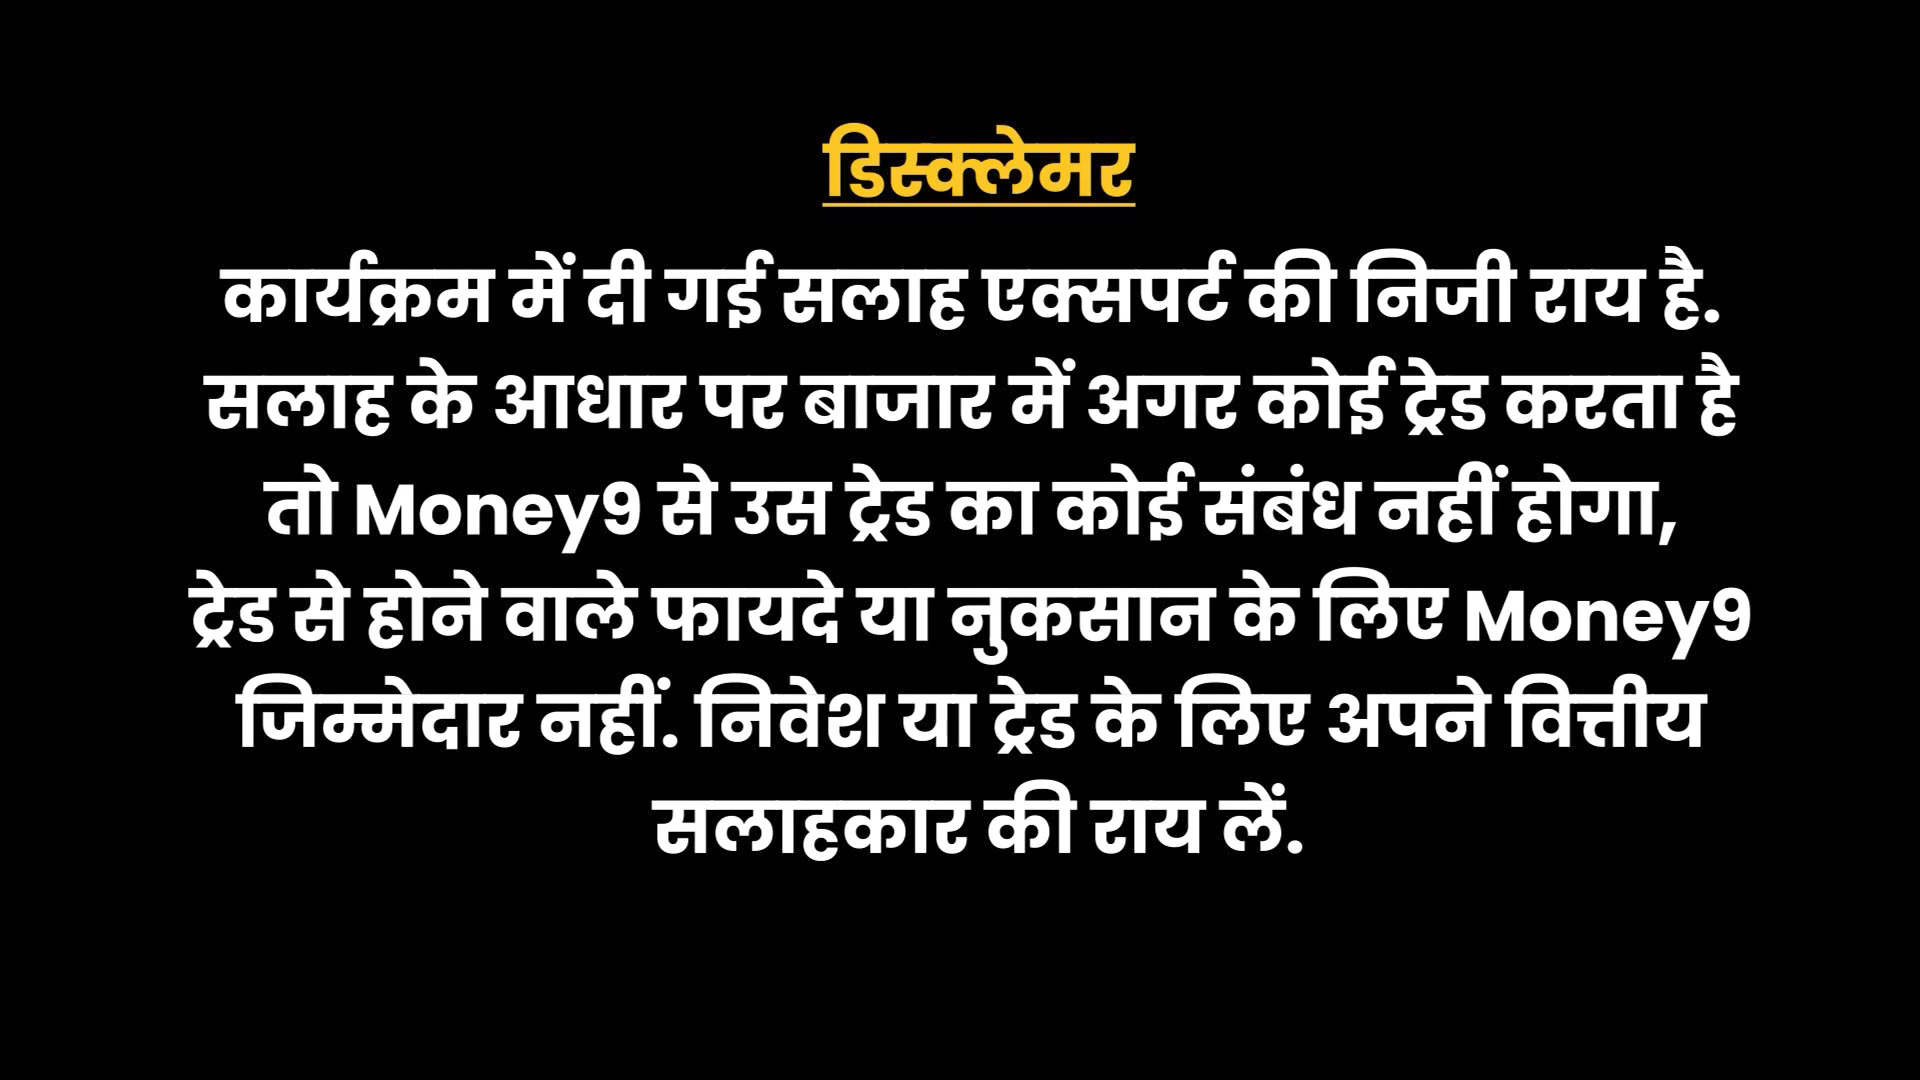 डिस्क्लेमर
कार्यक्रम में दी गई सलाह एक्सपर्ट की निजी राय है.
सलाह के आधार पर बाजार में अगर कोई ट्रेड करता है
तो Money9 से उस ट्रेड का कोई संबंध नहीं होगा,
ट्रेड से होने वाले फायदे या नुकसान के लिए Money9
जिम्मेदार नहीं. निवेश या ट्रेड के लिए अपने वित्तीय
सलाहकार की राय लें.